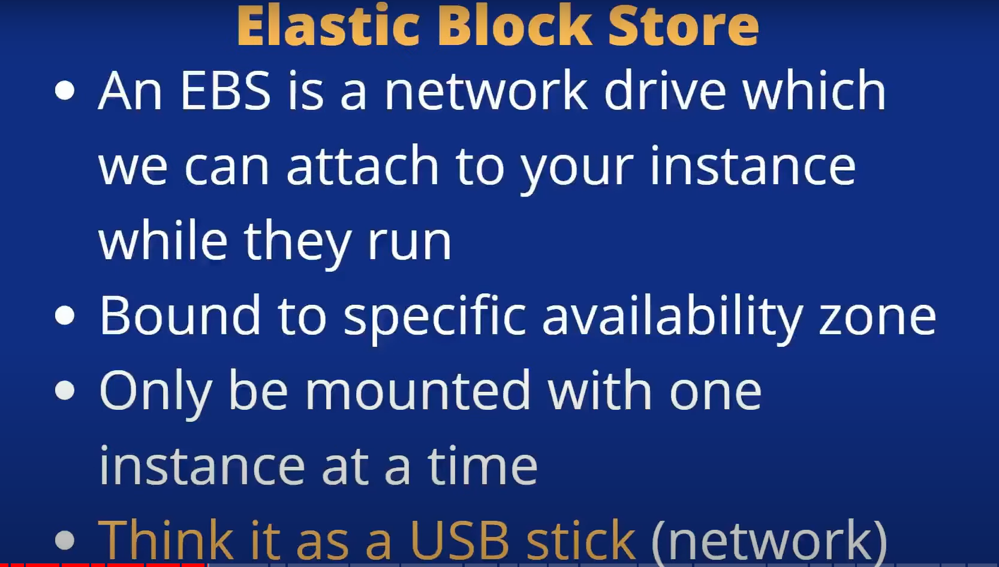 Elastic Block Store
• An EBS is a network drive which
we can attach to your instance
while they run
• Bound to specific availability zone
• Only be mounted with one
instance at a time
• Think it as a USB stick (network)